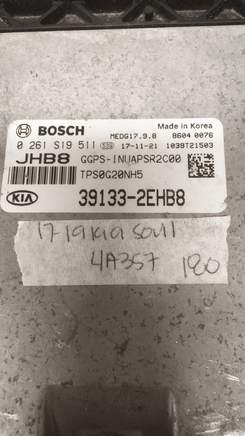 BOSCH MEDG17.9.8 Made in Korea
8604 0076
0 261 S19 511 539 17-11-21 1039T21503
JHB8 GGPS-INUAPSR2C00
TPS0G20NH5
KIA 39133-2EHB8
17 19 kia soul
4A357 180